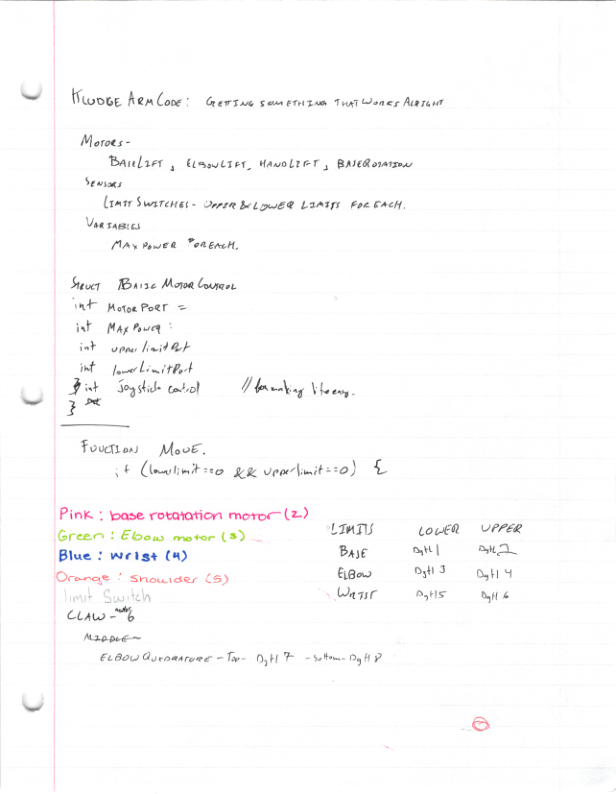 KLUDGE ARM CODE: GETTING SOMETHING THAT WORKS ALRIGHT
MOTORS-
BASELIFT, ELBOWLIFT, HANDLIFT, BASEROTATION
SENSORS
LIMIT SWITCHES - UPPER & LOWER LIMITS FOR EACH.
VARIABLES
MAX POWER FOR EACH.
STRUCT BASIC MOTOR CONTROL
int MOTOR PORT =
int MAX POWER :
int upperlimitPort
int lowerLimitPort
int joystick control // for making life easy.
}
FUNCTION MOVE.
if (lowerlimit==0 && upperlimit==0) {
Pink : base rotatation motor (2)
Green : Elbow motor (3)
Blue : wrist (4)
Orange : shoulder (5)
limit Switch
CLAW - motor 6
LIMITS LOWER UPPER
BASE Dgtl 1 Dgtl 2
ELBOW Dgtl 3 Dgtl 4
WRIST Dgtl 5 Dgtl 6
MIDDLE
ELBOW QUADRATURE - Top - Dgtl 7 - bottom - Dgtl 8